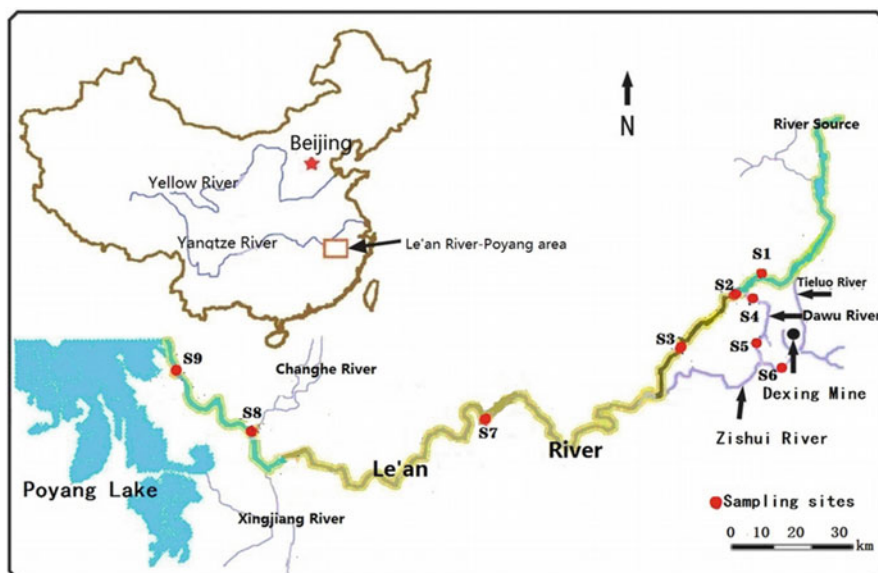 Beijing
Yellow River
Yangtze River
Le'an River-Poyang area
N
River Source
S1
Tieluo River
S2
S4
Dawu River
S3
S5
S6
Dexing Mine
Zishui River
S9
Changhe River
S8
S7
Le'an
River
Poyang Lake
Xingjiang River
Sampling sites
0 10 20 30
km